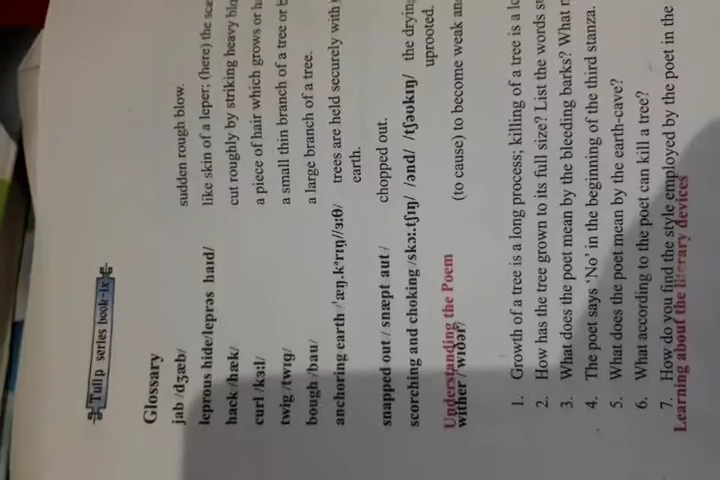 Tulip series book-ix
Glossary
jab /dʒæb/ sudden rough blow.
leprous hide/leprəs haɪd/ like skin of a leper; (here) the
hack /hæk/ cut roughly by striking heavy
curl /kɜ:l/ a piece of hair which grows or
twig /twɪg/ a small thin branch of a tree or
bough /baʊ/ a large branch of a tree.
anchoring earth /ˈæŋ.kᵊrɪŋ//ɜ:θ/ trees are held securely with
earth.
snapped out / snæpt aʊt / chopped out.
scorching and choking /skɔ:.tʃɪŋ/ /ənd/ /tʃəʊkɪŋ/ the drying
uprooted.
Understanding the Poem
wither /wɪðər/ (to cause) to become weak
1. Growth of a tree is a long process; killing of a tree is a
2. How has the tree grown to its full size? List the words
3. What does the poet mean by the bleeding barks? What
4. The poet says 'No' in the beginning of the third stanza.
5. What does the poet mean by the earth-cave?
6. What according to the poet can kill a tree?
7. How do you find the style employed by the poet in the
Learning about the literary devices